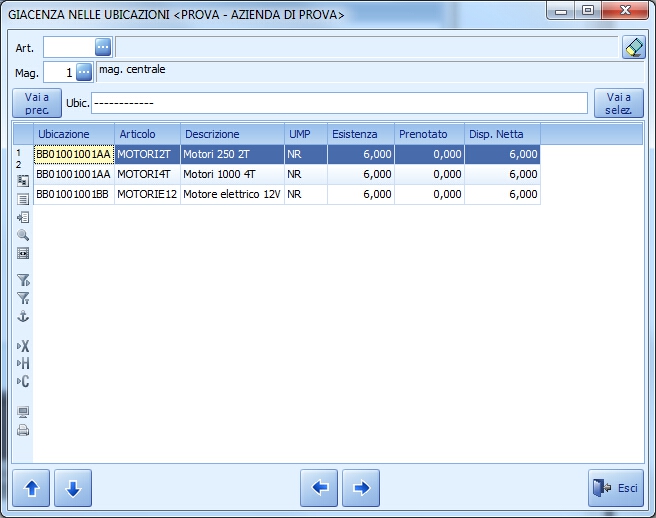 GIACENZA NELLE UBICAZIONI <PROVA - AZIENDA DI PROVA>
Art. ...
Mag. 1 ... mag. centrale
Vai a prec. Ubic. ------------ Vai a selez.
Ubicazione Articolo Descrizione UMP Esistenza Prenotato Disp. Netta
1 BB01001001AA MOTORI2T Motori 250 2T NR 6,000 0,000 6,000
2 BB01001001AA MOTORI4T Motori 1000 4T NR 6,000 0,000 6,000
BB01001001BB MOTORIE12 Motore elettrico 12V NR 6,000 0,000 6,000
X
H
C
Esci